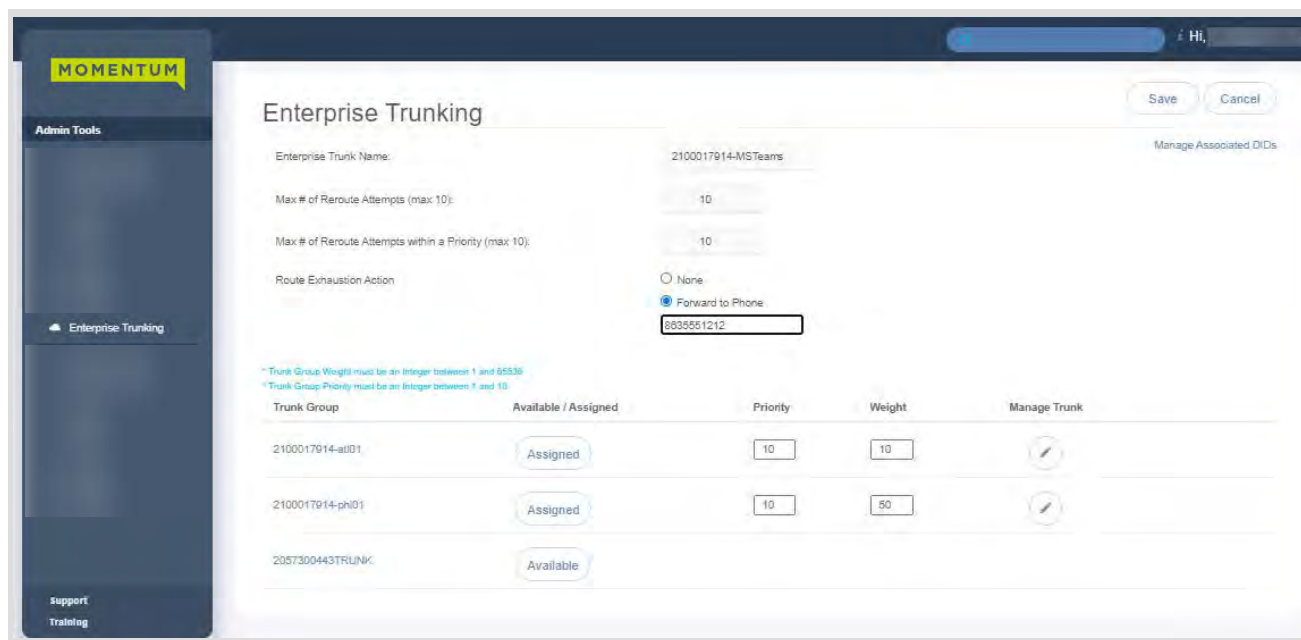 Hi,
MOMENTUM
Save Cancel
Enterprise Trunking
Admin Tools
Manage Associated DIDs
Enterprise Trunk Name: 2100017914-MSTeams
Max # of Reroute Attempts (max 10): 10
Max # of Reroute Attempts within a Priority (max 10): 10
Route Exhaustion Action None
Forward to Phone
Enterprise Trunking
* Trunk Group Weight must be an Integer between 1 and 65536
* Trunk Group Priority must be an Integer between 1 and 10
Trunk Group Available / Assigned Priority Weight Manage Trunk
2100017914-atl01 Assigned 10 10
2100017914-phl01 Assigned 10 50
2057300443TRUNK Available
Support
Training